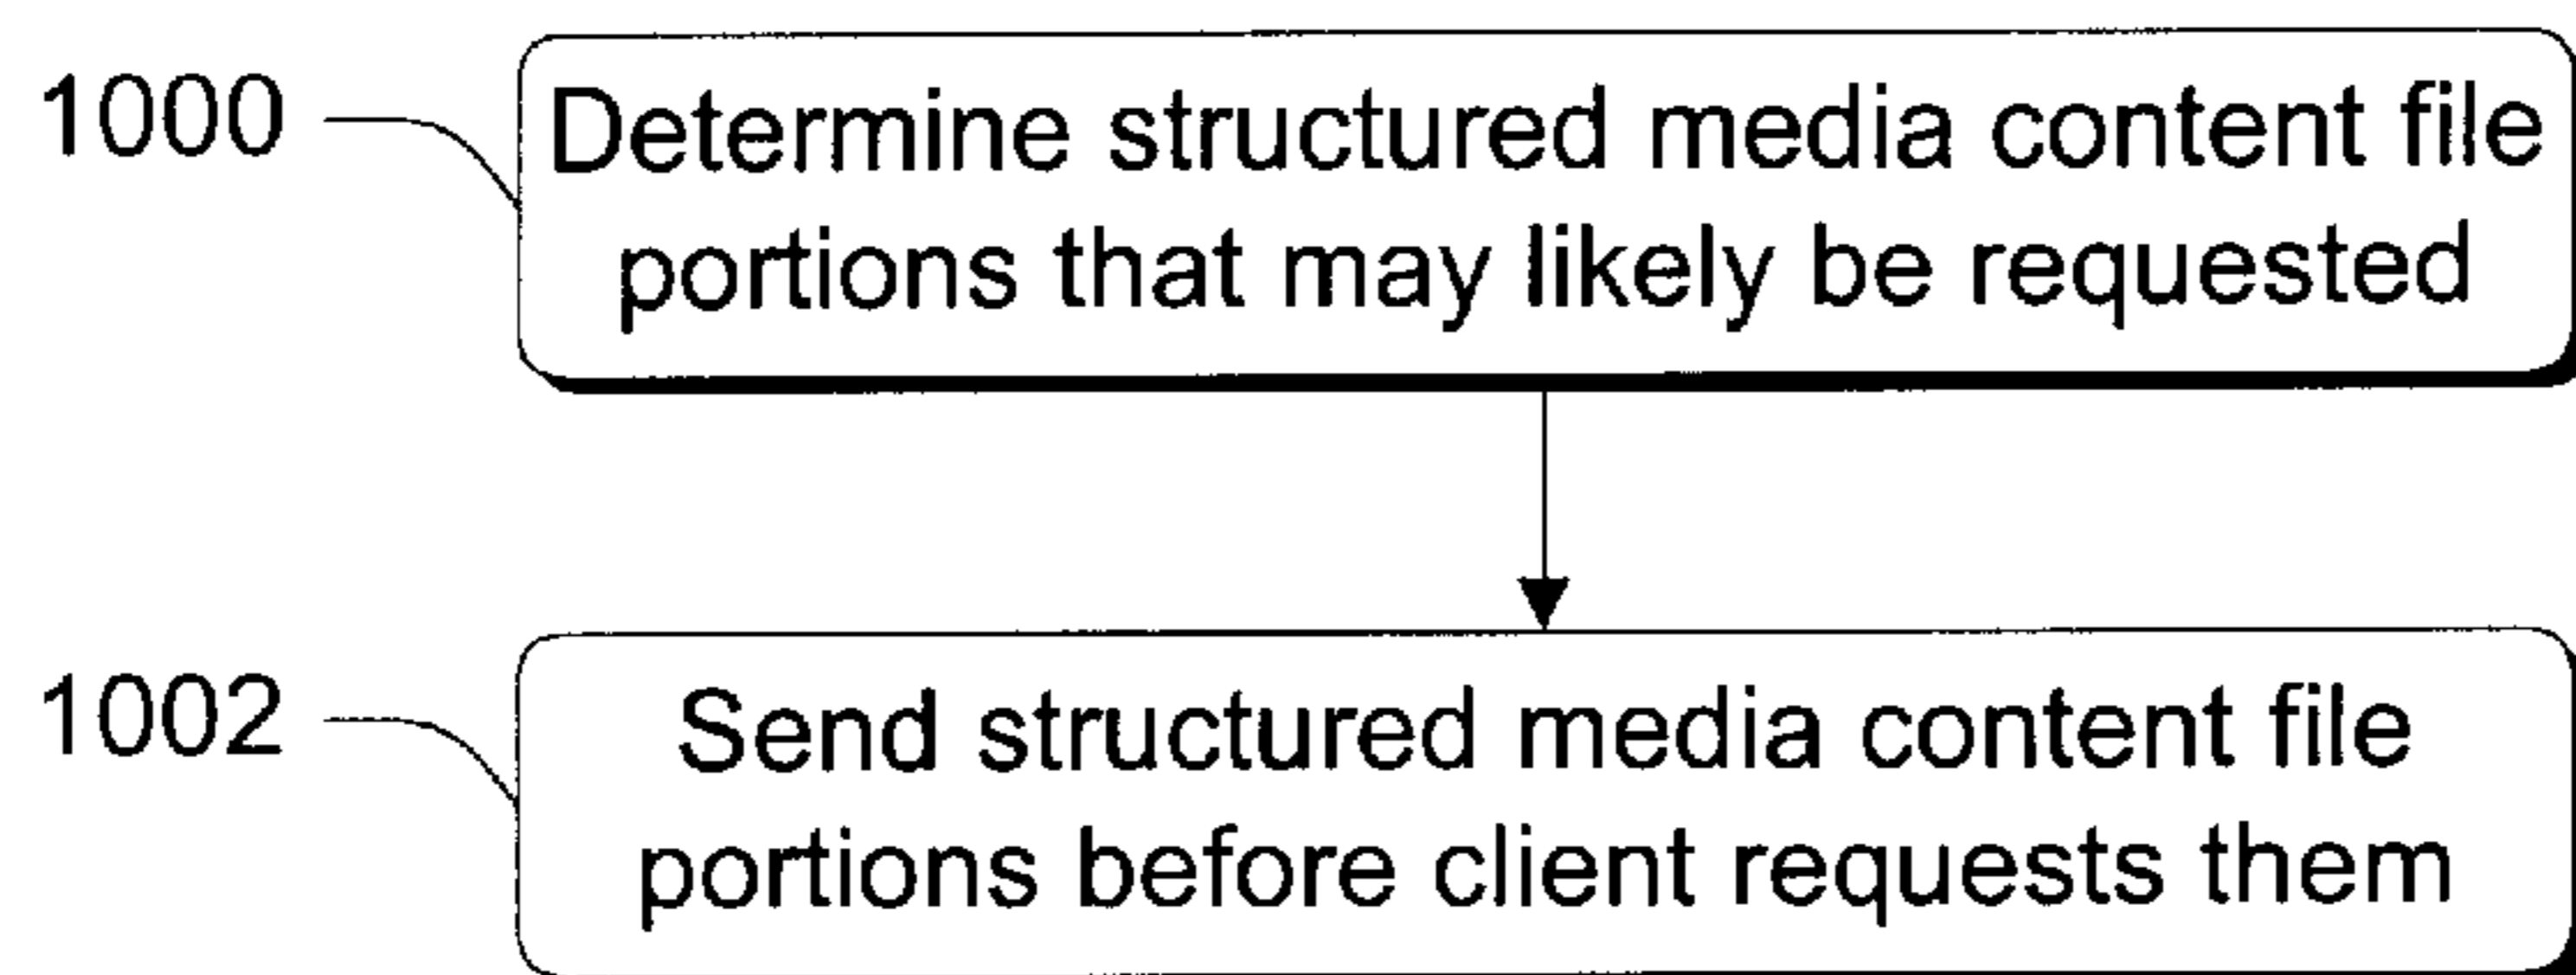 1000
Determine structured media content file
portions that may likely be requested
1002
Send structured media content file
portions before client requests them